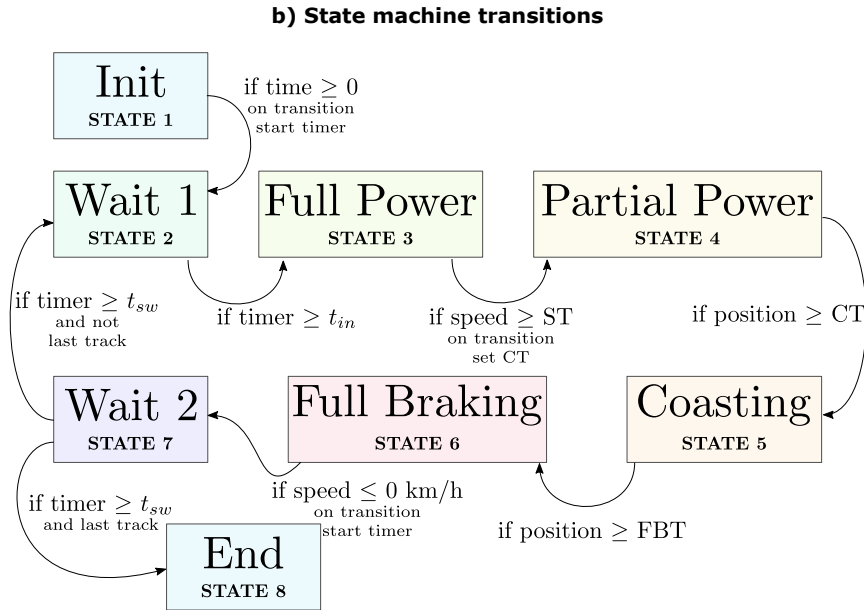 b) State machine transitions
Init
STATE 1
if time ≥ 0
on transition
start timer
Wait 1
STATE 2
Full Power
STATE 3
Partial Power
STATE 4
if timer ≥ t_sw
and not
last track
if timer ≥ t_in
if speed ≥ ST
on transition
set CT
if position ≥ CT
Wait 2
STATE 7
Full Braking
STATE 6
Coasting
STATE 5
if timer ≥ t_sw
and last track
if speed ≤ 0 km/h
on transition
start timer
if position ≥ FBT
End
STATE 8